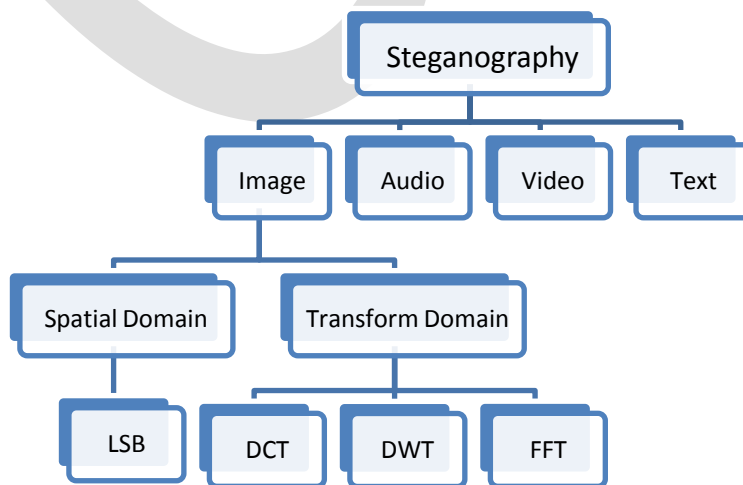 Steganography
Image
Audio
Video
Text
Spatial Domain
Transform Domain
LSB
DCT
DWT
FFT